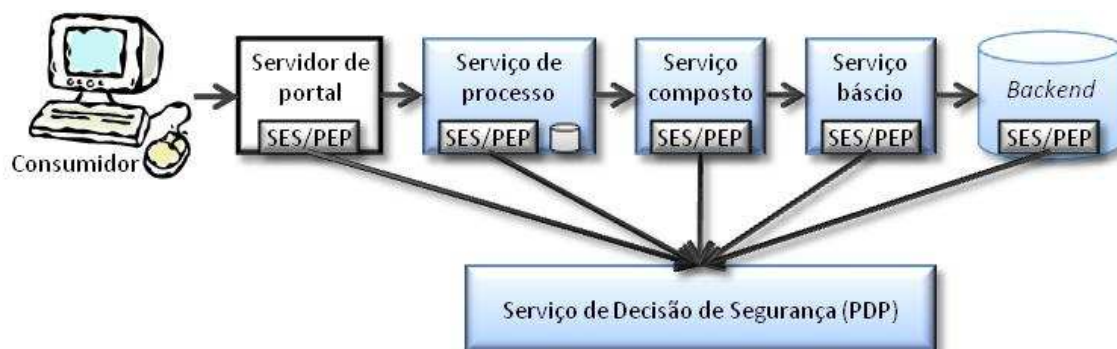 Servidor de
portal
SES/PEP
Serviço de
processo
SES/PEP
Serviço
composto
SES/PEP
Serviço
báscio
SES/PEP
Backend
SES/PEP
Consumidor
Serviço de Decisão de Segurança (PDP)